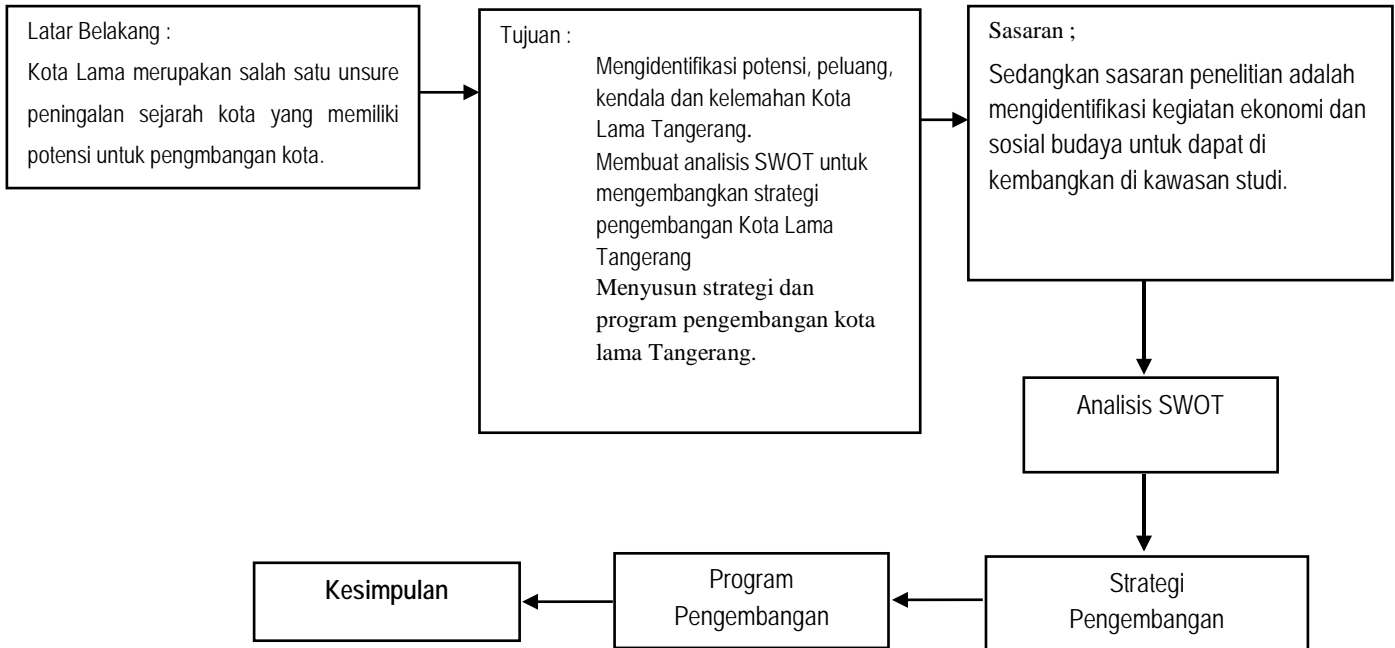 Latar Belakang :
Kota Lama merupakan salah satu unsure
peningalan sejarah kota yang memiliki
potensi untuk pengmbangan kota.
Tujuan :
Mengidentifikasi potensi, peluang,
kendala dan kelemahan Kota
Lama Tangerang.
Membuat analisis SWOT untuk
mengembangkan strategi
pengembangan Kota Lama
Tangerang
Menyusun strategi dan
program pengembangan kota
lama Tangerang.
Sasaran ;
Sedangkan sasaran penelitian adalah
mengidentifikasi kegiatan ekonomi dan
sosial budaya untuk dapat di
kembangkan di kawasan studi.
Analisis SWOT
Strategi
Pengembangan
Program
Pengembangan
Kesimpulan